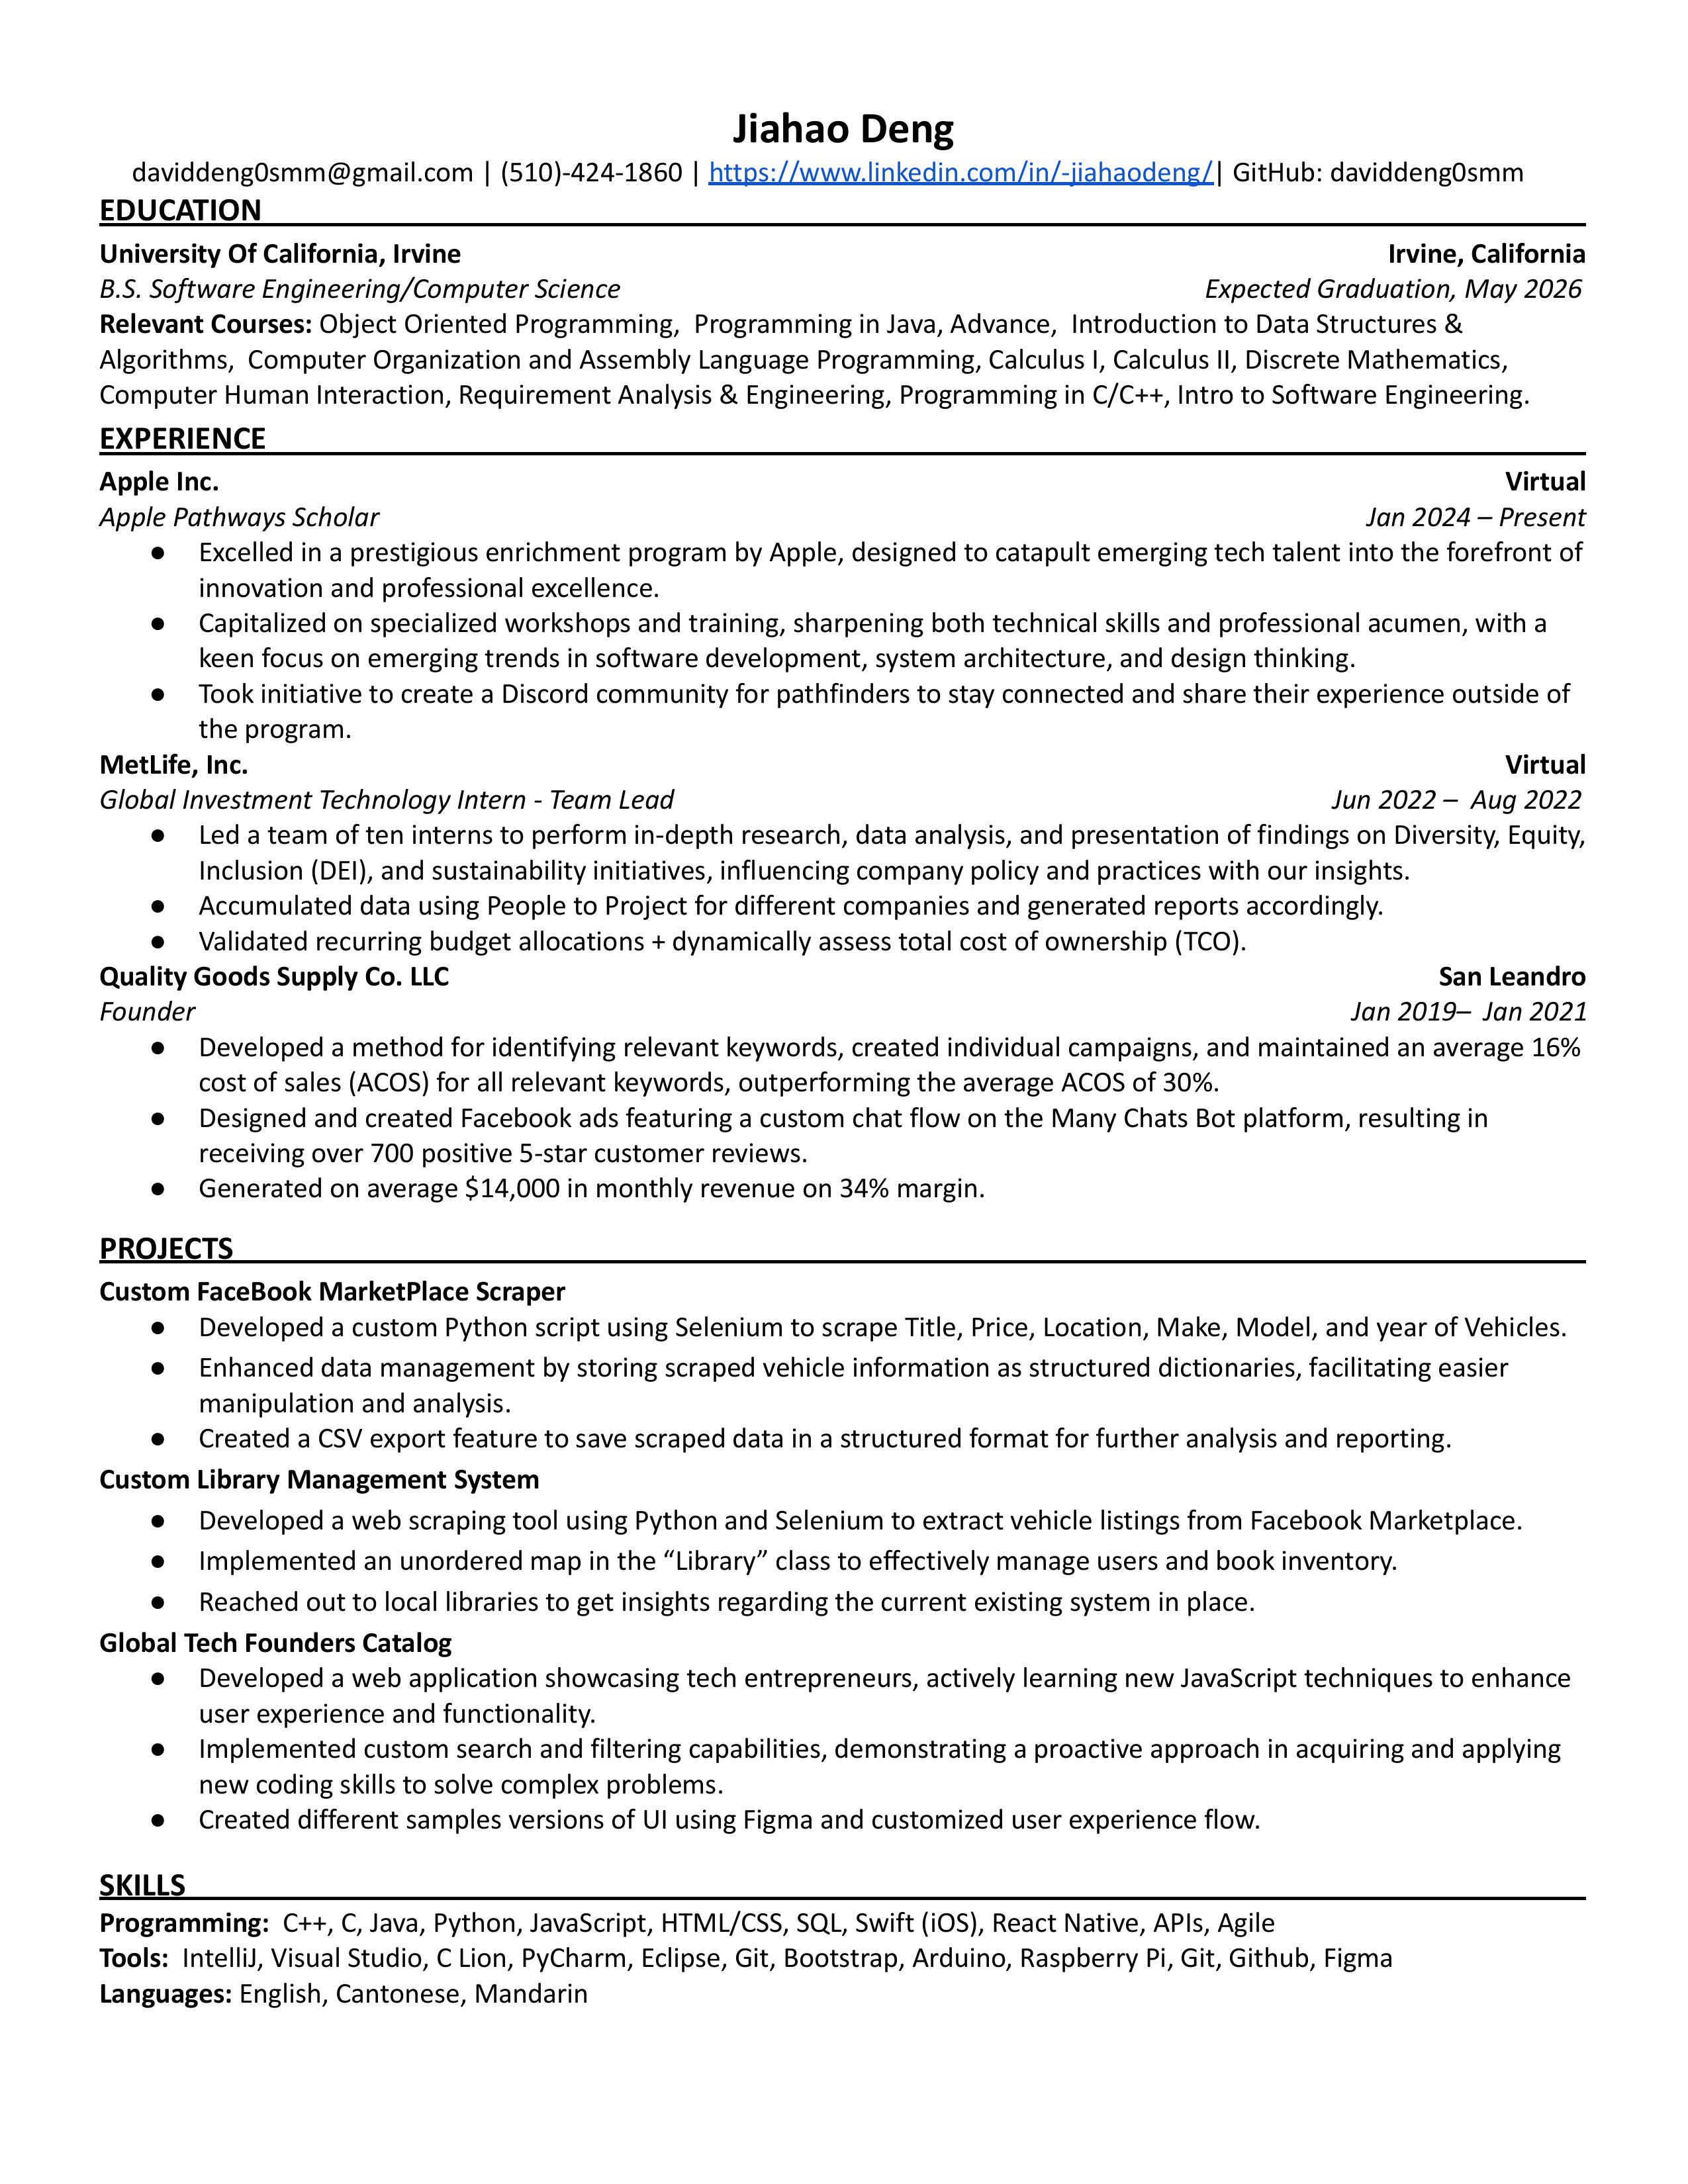 Jiahao Deng
daviddeng0smm@gmail.com | (510)-424-1860 | https://www.linkedin.com/in/-jiahaodeng/| GitHub: daviddeng0smm
EDUCATION
University Of California, Irvine Irvine, California
B.S. Software Engineering/Computer Science Expected Graduation, May 2026
Relevant Courses: Object Oriented Programming, Programming in Java, Advance, Introduction to Data Structures &
Algorithms, Computer Organization and Assembly Language Programming, Calculus I, Calculus II, Discrete Mathematics,
Computer Human Interaction, Requirement Analysis & Engineering, Programming in C/C++, Intro to Software Engineering.
EXPERIENCE
Apple Inc. Virtual
Apple Pathways Scholar Jan 2024 – Present
● Excelled in a prestigious enrichment program by Apple, designed to catapult emerging tech talent into the forefront of
innovation and professional excellence.
● Capitalized on specialized workshops and training, sharpening both technical skills and professional acumen, with a
keen focus on emerging trends in software development, system architecture, and design thinking.
● Took initiative to create a Discord community for pathfinders to stay connected and share their experience outside of
the program.
MetLife, Inc. Virtual
Global Investment Technology Intern - Team Lead Jun 2022 – Aug 2022
● Led a team of ten interns to perform in-depth research, data analysis, and presentation of findings on Diversity, Equity,
Inclusion (DEI), and sustainability initiatives, influencing company policy and practices with our insights.
● Accumulated data using People to Project for different companies and generated reports accordingly.
● Validated recurring budget allocations + dynamically assess total cost of ownership (TCO).
Quality Goods Supply Co. LLC San Leandro
Founder Jan 2019– Jan 2021
● Developed a method for identifying relevant keywords, created individual campaigns, and maintained an average 16%
cost of sales (ACOS) for all relevant keywords, outperforming the average ACOS of 30%.
● Designed and created Facebook ads featuring a custom chat flow on the Many Chats Bot platform, resulting in
receiving over 700 positive 5-star customer reviews.
● Generated on average $14,000 in monthly revenue on 34% margin.
PROJECTS
Custom FaceBook MarketPlace Scraper
● Developed a custom Python script using Selenium to scrape Title, Price, Location, Make, Model, and year of Vehicles.
● Enhanced data management by storing scraped vehicle information as structured dictionaries, facilitating easier
manipulation and analysis.
● Created a CSV export feature to save scraped data in a structured format for further analysis and reporting.
Custom Library Management System
● Developed a web scraping tool using Python and Selenium to extract vehicle listings from Facebook Marketplace.
● Implemented an unordered map in the “Library” class to effectively manage users and book inventory.
● Reached out to local libraries to get insights regarding the current existing system in place.
Global Tech Founders Catalog
● Developed a web application showcasing tech entrepreneurs, actively learning new JavaScript techniques to enhance
user experience and functionality.
● Implemented custom search and filtering capabilities, demonstrating a proactive approach in acquiring and applying
new coding skills to solve complex problems.
● Created different samples versions of UI using Figma and customized user experience flow.
SKILLS
Programming: C++, C, Java, Python, JavaScript, HTML/CSS, SQL, Swift (iOS), React Native, APIs, Agile
Tools: IntelliJ, Visual Studio, C Lion, PyCharm, Eclipse, Git, Bootstrap, Arduino, Raspberry Pi, Git, Github, Figma
Languages: English, Cantonese, Mandarin